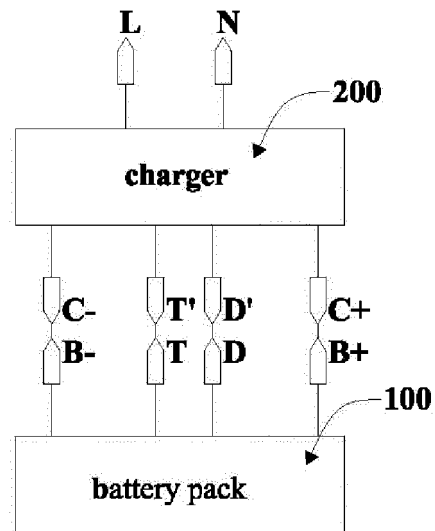 L N
200
charger
C- T' D' C+
B- T D B+
100
battery pack